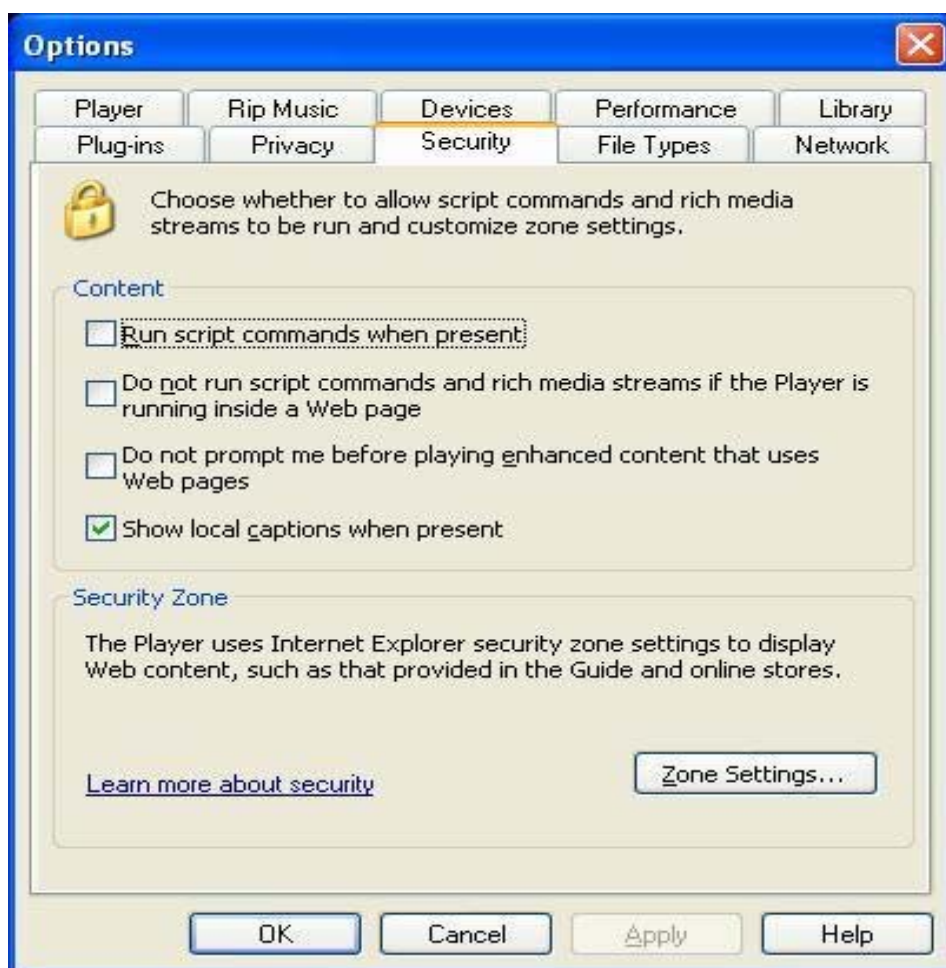 Options
Player Rip Music Devices Performance Library
Plug-ins Privacy Security File Types Network
Choose whether to allow script commands and rich media
streams to be run and customize zone settings.
Content
Run script commands when present
Do not run script commands and rich media streams if the Player is
running inside a Web page
Do not prompt me before playing enhanced content that uses
Web pages
Show local captions when present
Security Zone
The Player uses Internet Explorer security zone settings to display
Web content, such as that provided in the Guide and online stores.
Learn more about security
Zone Settings...
OK Cancel Apply Help